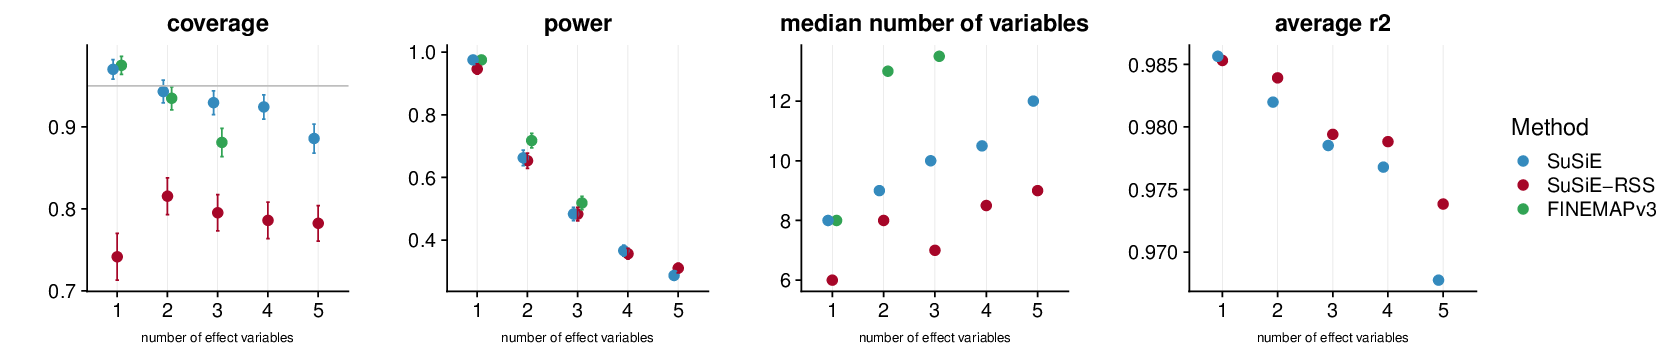 coverage
0.9
0.8
0.7
1 2 3 4 5
number of effect variables
power
1.0
0.8
0.6
0.4
1 2 3 4 5
number of effect variables
median number of variables
12
10
8
6
1 2 3 4 5
number of effect variables
average r2
0.985
0.980
0.975
0.970
1 2 3 4 5
number of effect variables
Method
SuSiE
SuSiE−RSS
FINEMAPv3